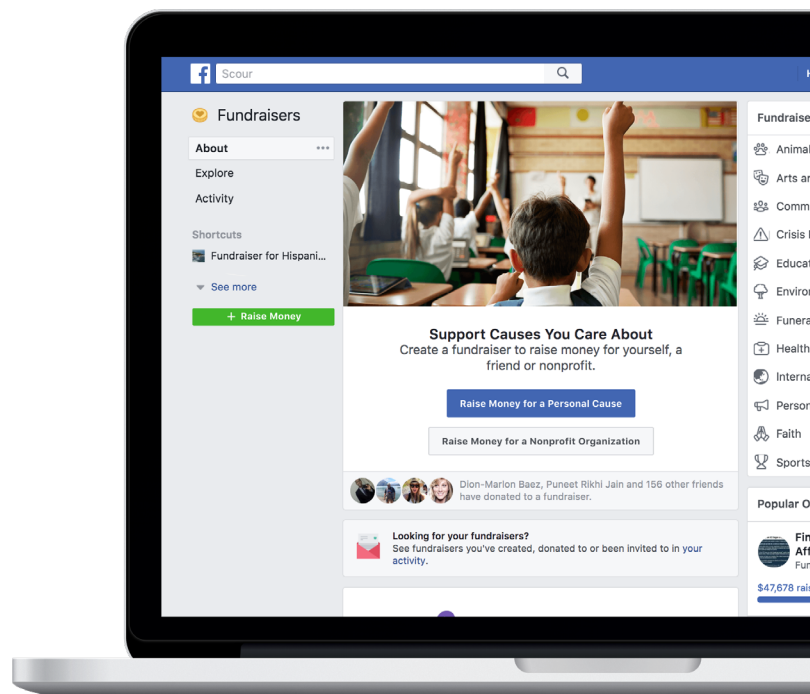 f
Scour
Fundraisers
About
Explore
Activity
Shortcuts
Fundraiser for Hispani...
See more
+ Raise Money
Support Causes You Care About
Create a fundraiser to raise money for yourself, a
friend or nonprofit.
Raise Money for a Personal Cause
Raise Money for a Nonprofit Organization
Dion-Marlon Baez, Puneet Rikhi Jain and 156 other friends
have donated to a fundraiser.
Looking for your fundraisers?
See fundraisers you've created, donated to or been invited to in your
activity.
Fundraise
Animal
Arts ar
Comm
Crisis
Educat
Enviro
Funera
Health
Interna
Person
Faith
Sports
Popular O
Fin
Aff
Fun
$47,678 rai